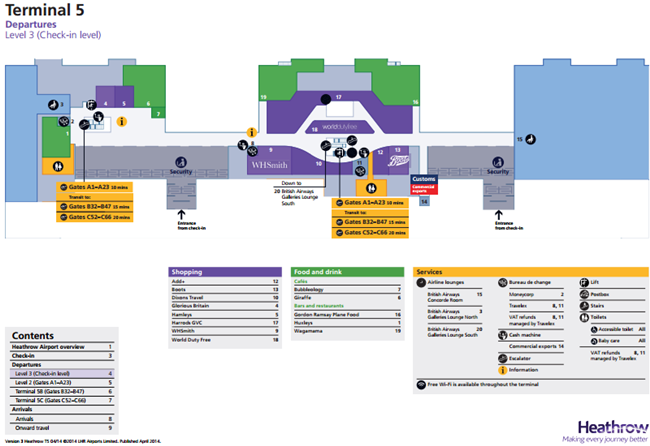 Terminal 5
Departures
Level 3 (Check-in level)
19
17
16
3
4
5
6
7
2
1
i
i
18
worlddutyfree
15
8
9
WHSmith
10
11
12
13
Boots
Security
Security
Customs
Commercial
exports
14
Gates A1–A23 10 mins
Transit to:
Gates B32–B47 15 mins
Gates C52–C66 20 mins
Entrance
from check-in
Down to
20 British Airways
Galleries Lounge
South
Gates A1–A23 10 mins
Transit to:
Gates B32–B47 15 mins
Gates C52–C66 20 mins
Entrance
from check-in
Shopping
Add+ 12
Boots 13
Dixons Travel 10
Glorious Britain 4
Hamleys 5
Harrods GVC 17
WHSmith 9
World Duty Free 18
Food and drink
Cafés
Bubbleology 7
Giraffe 6
Bars and restaurants
Gordon Ramsay Plane Food 16
Huxleys 1
Wagamama 19
Services
Airline lounges
British Airways
Concorde Room 15
British Airways
Galleries Lounge North 3
British Airways
Galleries Lounge South 20
Bureau de change
Moneycorp 2
Travelex 8, 11
VAT refunds 8, 11
managed by Travelex
Cash machine
Commercial exports 14
Escalator
i Information
Lift
Postbox
Stairs
Toilets
Accessible toilet All
Baby care All
VAT refunds 8, 11
managed by Travelex
Free Wi-Fi is available throughout the terminal
Contents
Heathrow Airport overview 1
Check-in 3
Departures
Level 3 (Check-in level) 4
Level 2 (Gates A1–A23) 5
Terminal 5B (Gates B32–B47) 6
Terminal 5C (Gates C52–C66) 7
Arrivals
Arrivals 8
Onward travel 9
Version 3 Heathrow T5 04/14 ©2014 LHR Airports Limited. Published April 2014.
Heathrow
Making every journey better